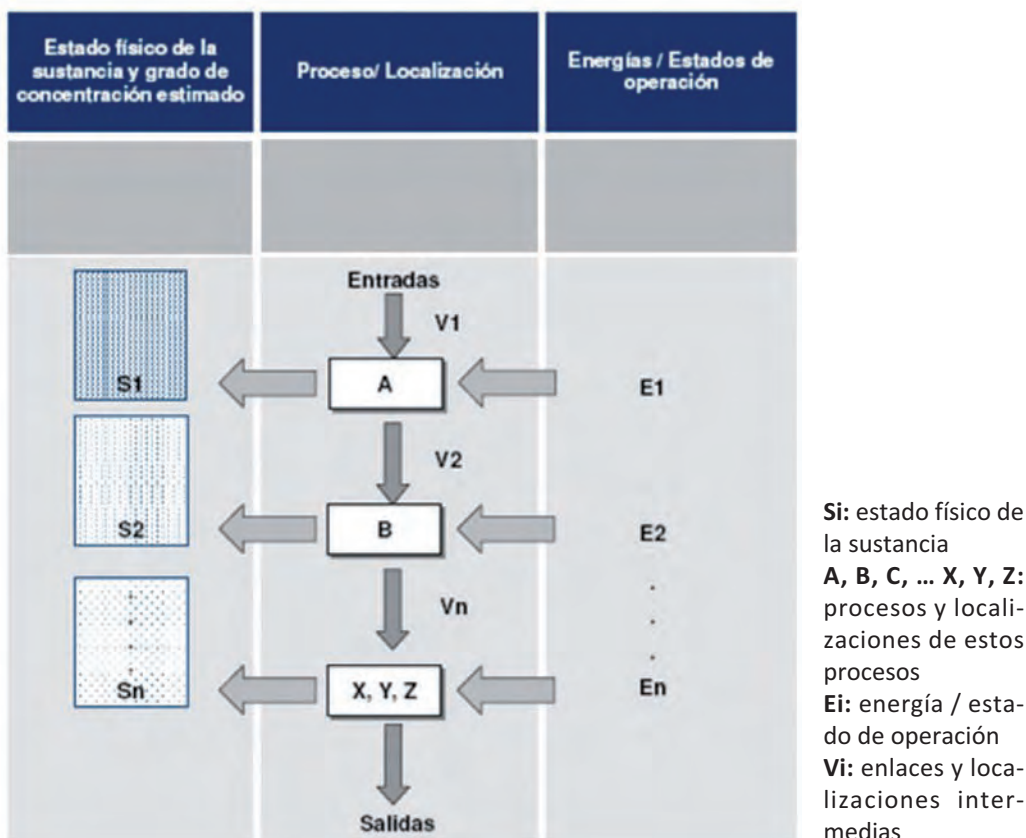 Estado físico de la
sustancia y grado de
concentración estimado
Proceso/ Localización
Energías / Estados de
operación
Entradas
V1
S1
A
E1
V2
S2
B
E2
Vn
Sn
X, Y, Z
En
Salidas
Si: estado físico de
la sustancia
A, B, C, ... X, Y, Z:
procesos y locali-
zaciones de estos
procesos
Ei: energía / esta-
do de operación
Vi: enlaces y loca-
lizaciones inter-
medias